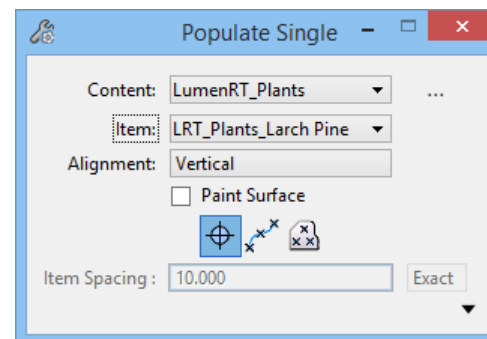 Populate Single
Content: LumenRT_Plants ...
Item: LRT_Plants_Larch Pine
Alignment: Vertical
Paint Surface
Item Spacing : 10.000 Exact